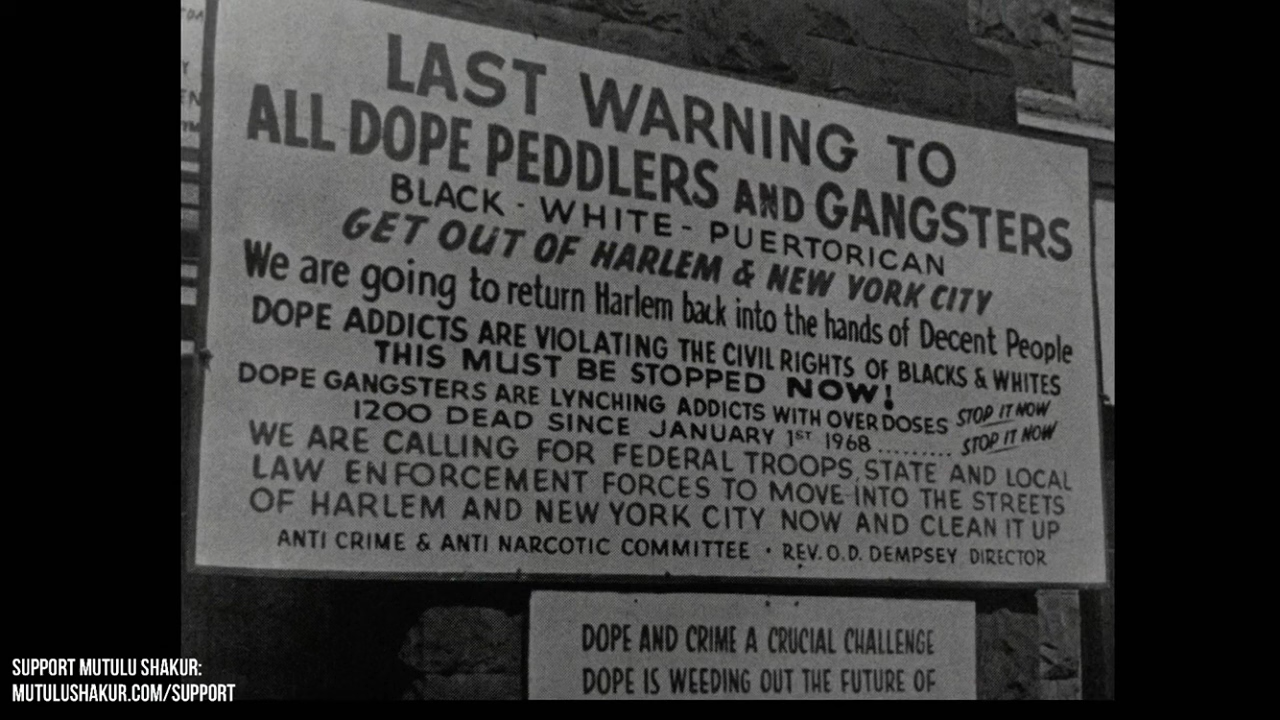 LAST WARNING TO
ALL DOPE PEDDLERS AND GANGSTERS
BLACK - WHITE - PUERTORICAN
GET OUT OF HARLEM & NEW YORK CITY
We are going to return Harlem back into the hands of Decent People
DOPE ADDICTS ARE VIOLATING THE CIVIL RIGHTS OF BLACKS & WHITES
THIS MUST BE STOPPED NOW!
DOPE GANGSTERS ARE LYNCHING ADDICTS WITH OVERDOSES STOP IT NOW
1200 DEAD SINCE JANUARY 1ST 1968......... STOP IT NOW
WE ARE CALLING FOR FEDERAL TROOPS, STATE AND LOCAL
LAW ENFORCEMENT FORCES TO MOVE INTO THE STREETS
OF HARLEM AND NEW YORK CITY NOW AND CLEAN IT UP
ANTI CRIME & ANTI NARCOTIC COMMITTEE • REV. O.D. DEMPSEY DIRECTOR
DOPE AND CRIME A CRUCIAL CHALLENGE
DOPE IS WEEDING OUT THE FUTURE OF
SUPPORT MUTULU SHAKUR:
MUTULUSHAKUR.COM/SUPPORT